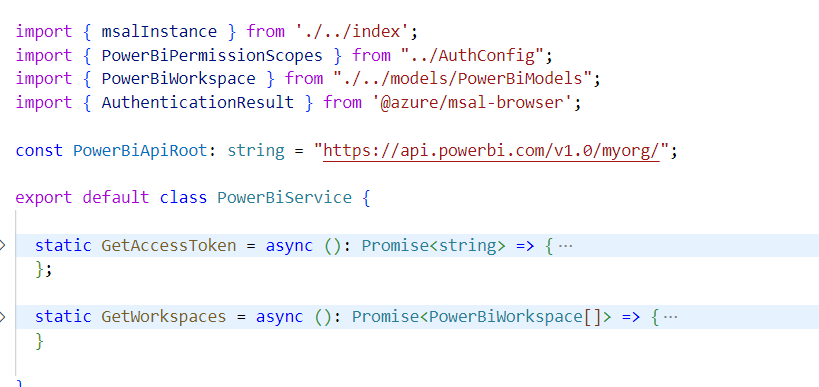 import { msalInstance } from './../index';
import { PowerBiPermissionScopes } from "../AuthConfig";
import { PowerBiWorkspace } from "./../models/PowerBiModels";
import { AuthenticationResult } from '@azure/msal-browser';
const PowerBiApiRoot: string = "https://api.powerbi.com/v1.0/myorg/";
export default class PowerBiService {
static GetAccessToken = async (): Promise<string> => { ...
};
static GetWorkspaces = async (): Promise<PowerBiWorkspace[]> => { ...
}
}